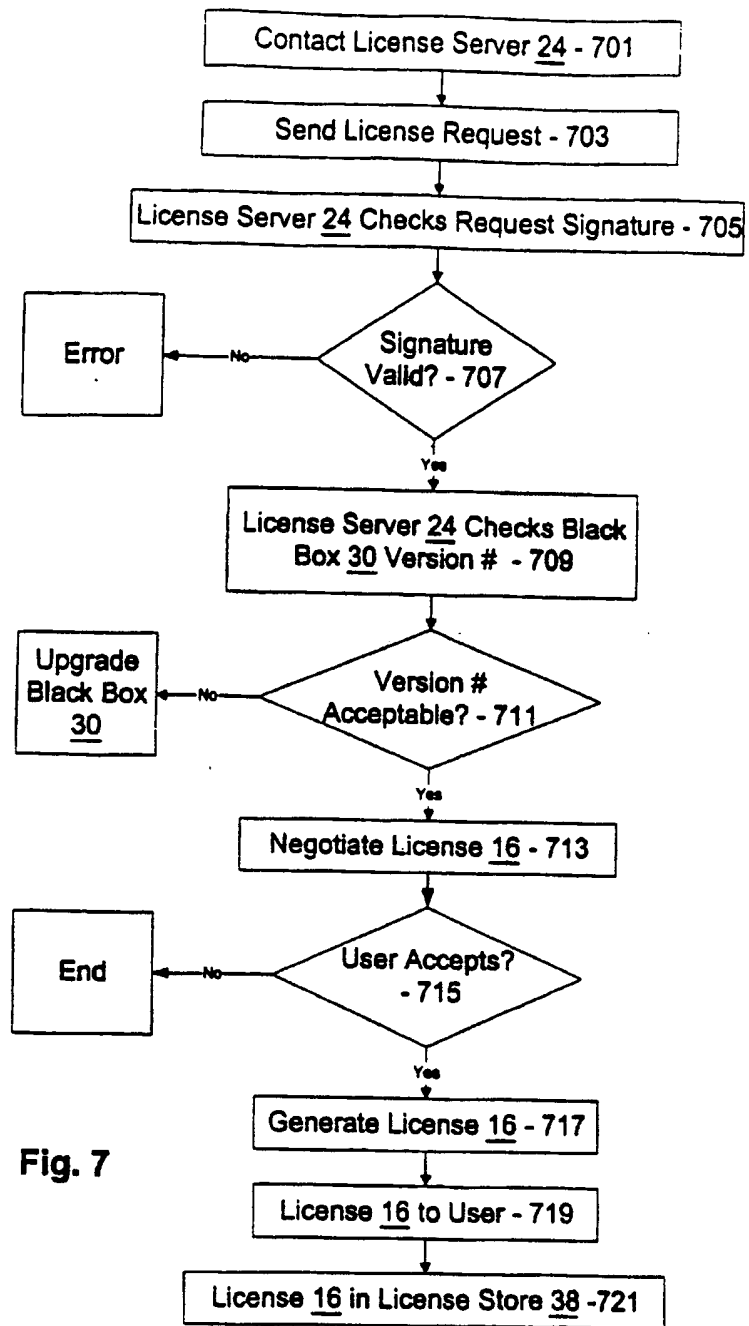 Contact License Server 24 - 701
Send License Request - 703
License Server 24 Checks Request Signature - 705
Error
No
Signature
Valid? - 707
Yes
License Server 24 Checks Black
Box 30 Version # - 709
Upgrade
Black Box
30
No
Version #
Acceptable? - 711
Yes
Negotiate License 16 - 713
End
No
User Accepts?
- 715
Yes
Generate License 16 - 717
Fig. 7
License 16 to User - 719
License 16 in License Store 38 -721